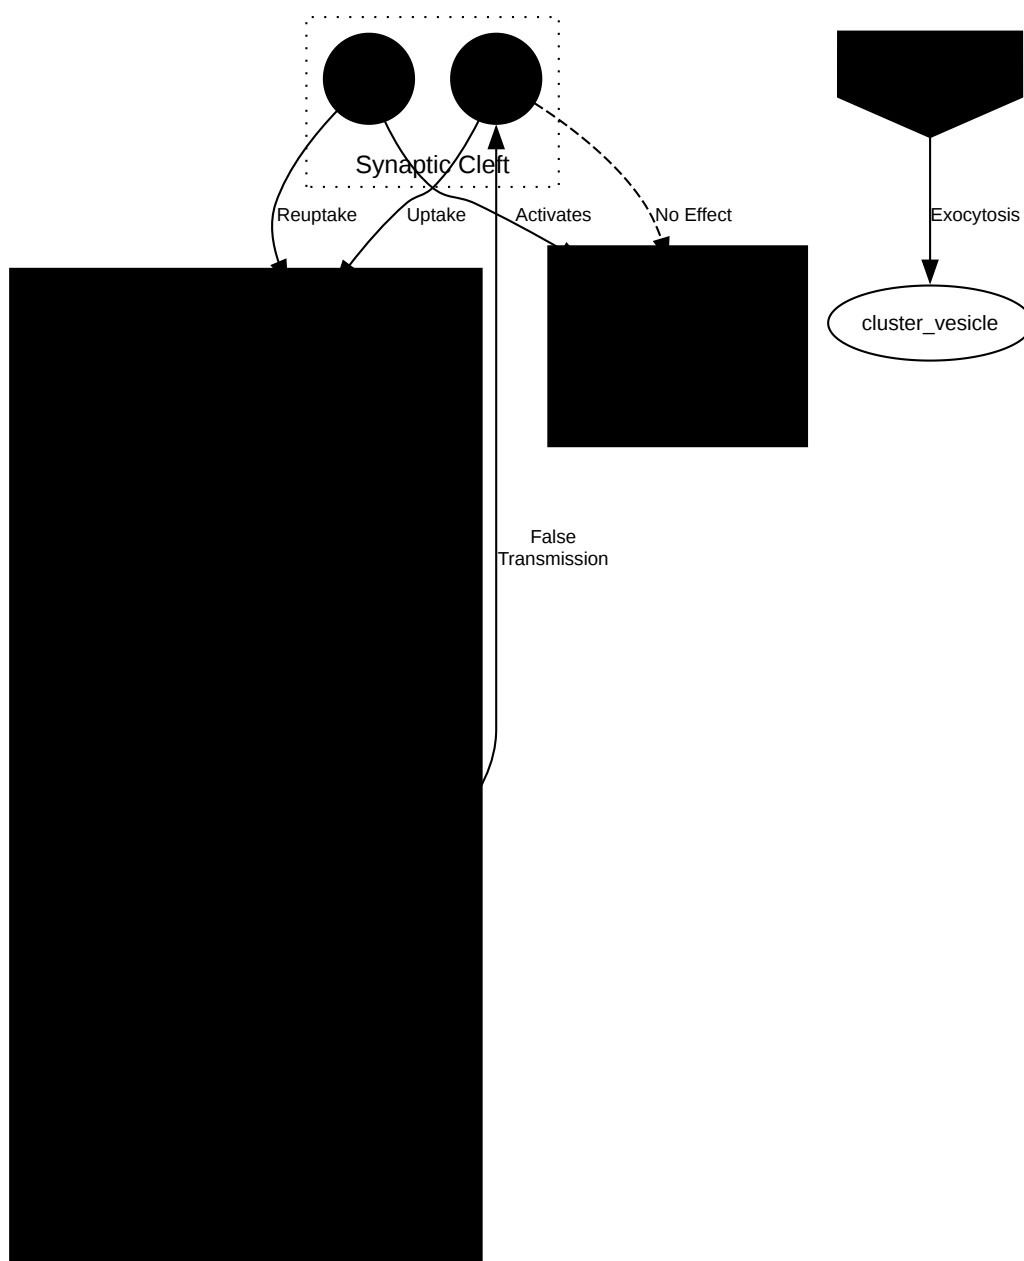 Synaptic Cleft
Reuptake
Uptake
Activates
No Effect
Exocytosis
cluster_vesicle
False
Transmission